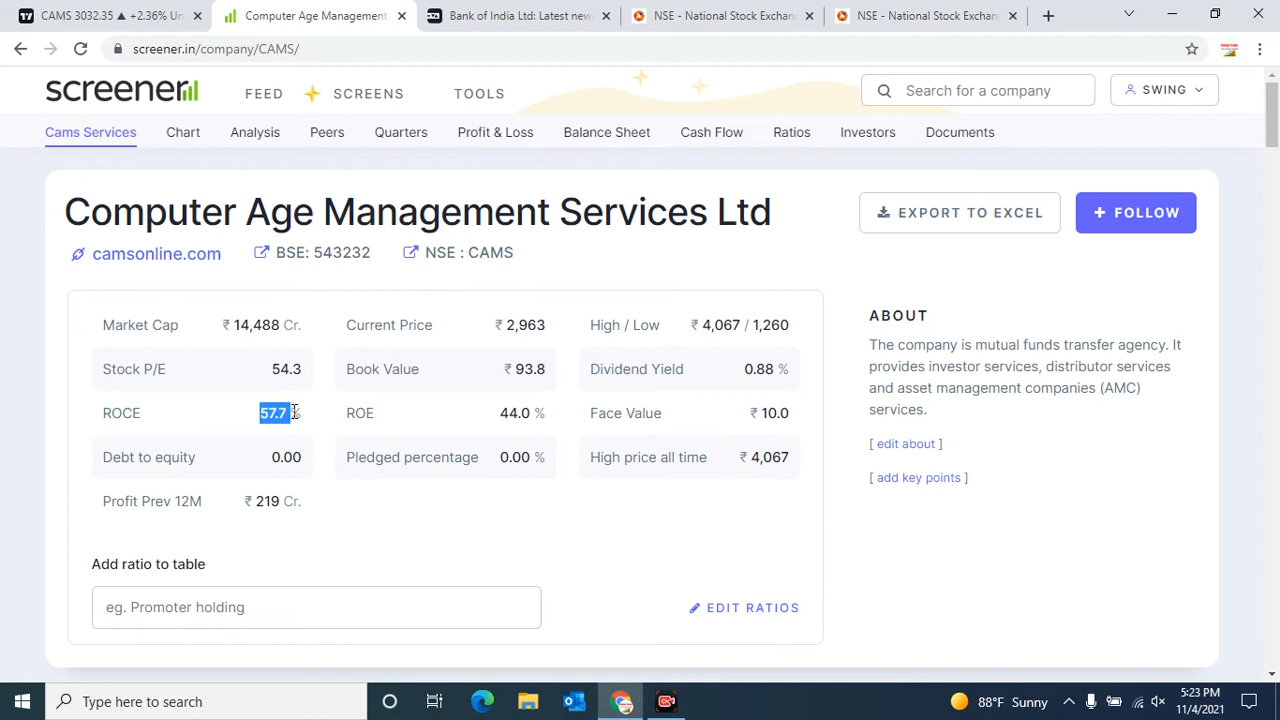 CAMS 3032.35 ▲ +2.36% Un
Computer Age Management
Bank of India Ltd: Latest new
NSE - National Stock Exchan
NSE - National Stock Exchan
screener.in/company/CAMS/
screener
FEED SCREENS TOOLS
Search for a company
SWING
Cams Services Chart Analysis Peers Quarters Profit & Loss Balance Sheet Cash Flow Ratios Investors Documents
Computer Age Management Services Ltd
EXPORT TO EXCEL
+ FOLLOW
camsonline.com BSE: 543232 NSE : CAMS
Market Cap ₹ 14,488 Cr. Current Price ₹ 2,963 High / Low ₹ 4,067 / 1,260
Stock P/E 54.3 Book Value ₹ 93.8 Dividend Yield 0.88 %
ROCE 57.7 % ROE 44.0 % Face Value ₹ 10.0
Debt to equity 0.00 Pledged percentage 0.00 % High price all time ₹ 4,067
Profit Prev 12M ₹ 219 Cr.
Add ratio to table
eg. Promoter holding
EDIT RATIOS
ABOUT
The company is mutual funds transfer agency. It
provides investor services, distributor services
and asset management companies (AMC)
services.
[ edit about ]
[ add key points ]
Type here to search
88°F Sunny
5:23 PM
11/4/2021